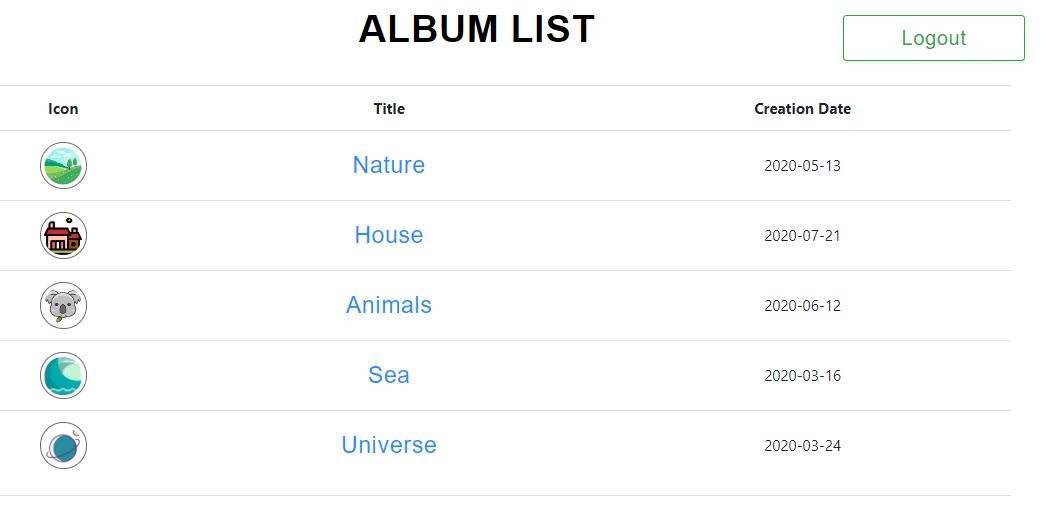 ALBUM LIST
Logout
Icon Title Creation Date
Nature 2020-05-13
House 2020-07-21
Animals 2020-06-12
Sea 2020-03-16
Universe 2020-03-24